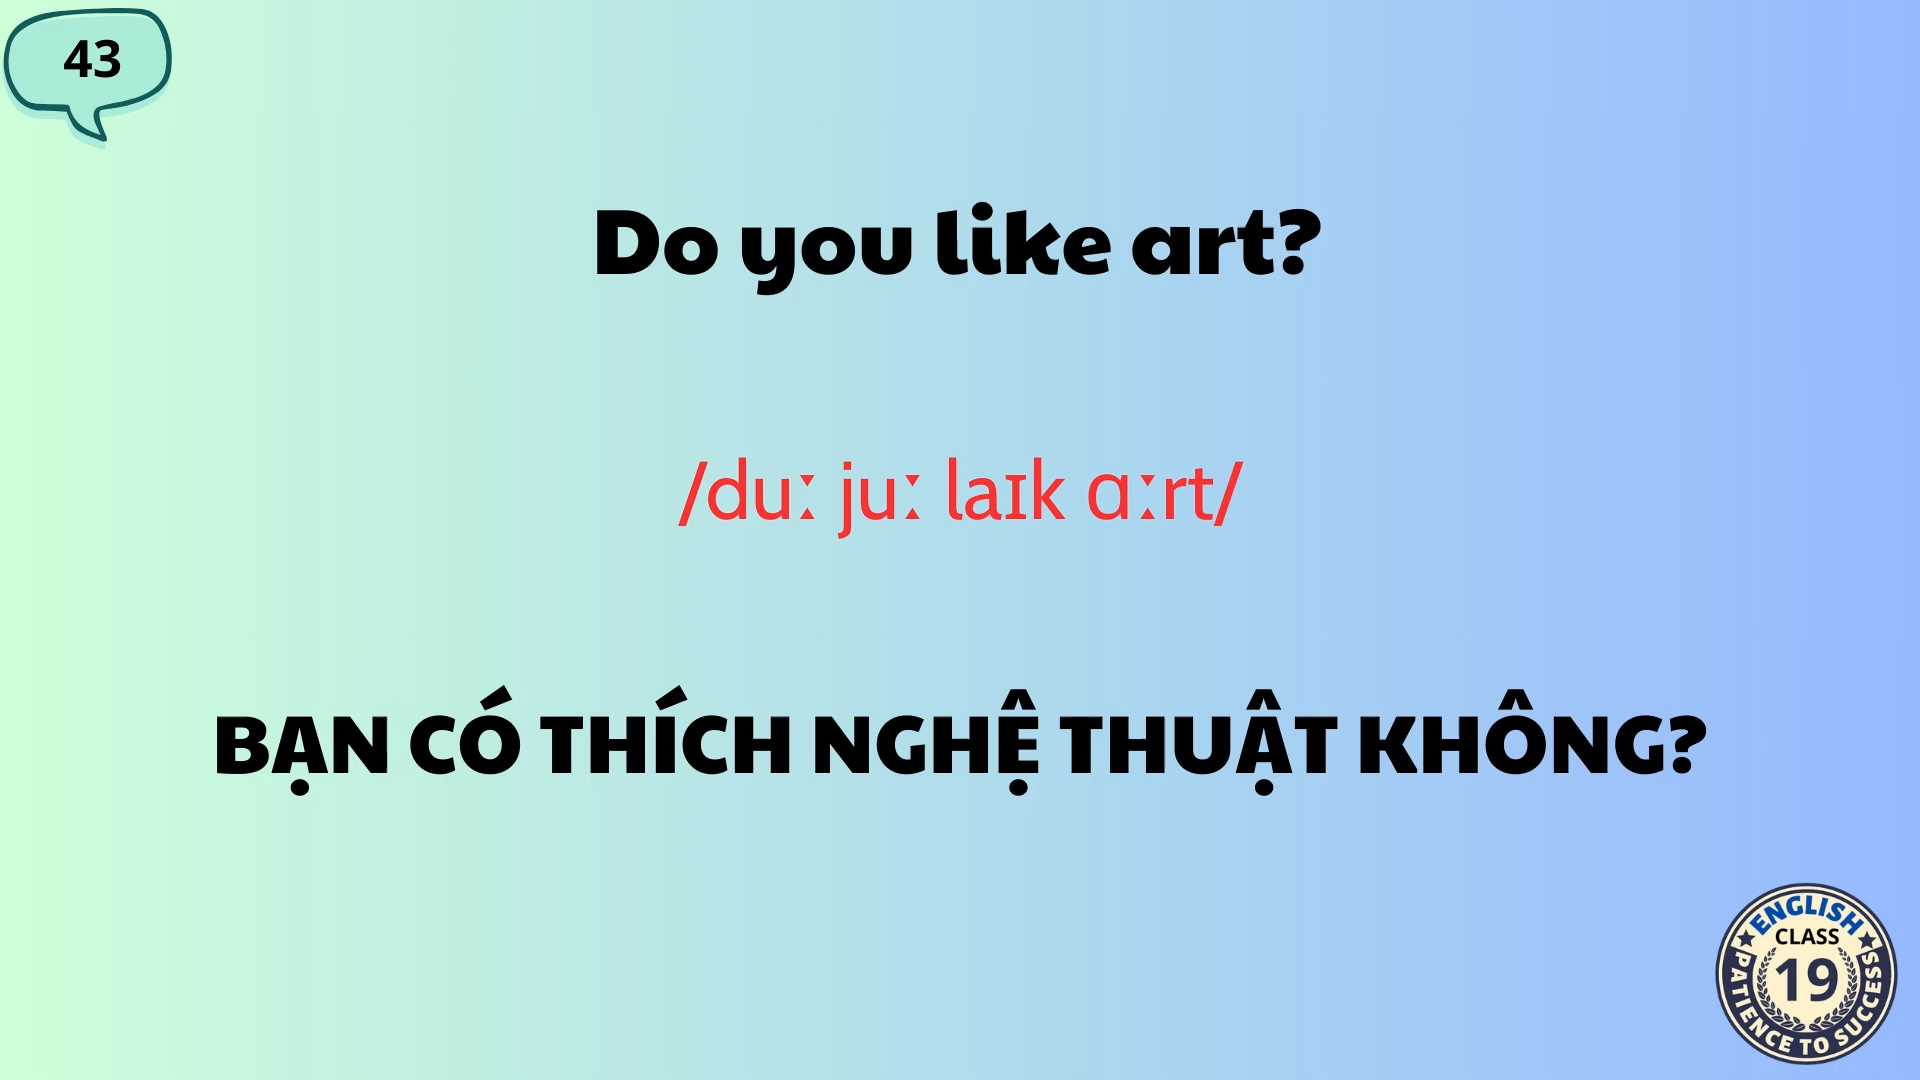 43
Do you like art?
/duː juː laɪk ɑːrt/
BẠN CÓ THÍCH NGHỆ THUẬT KHÔNG?
ENGLISH
CLASS
19
PATIENCE TO SUCCESS